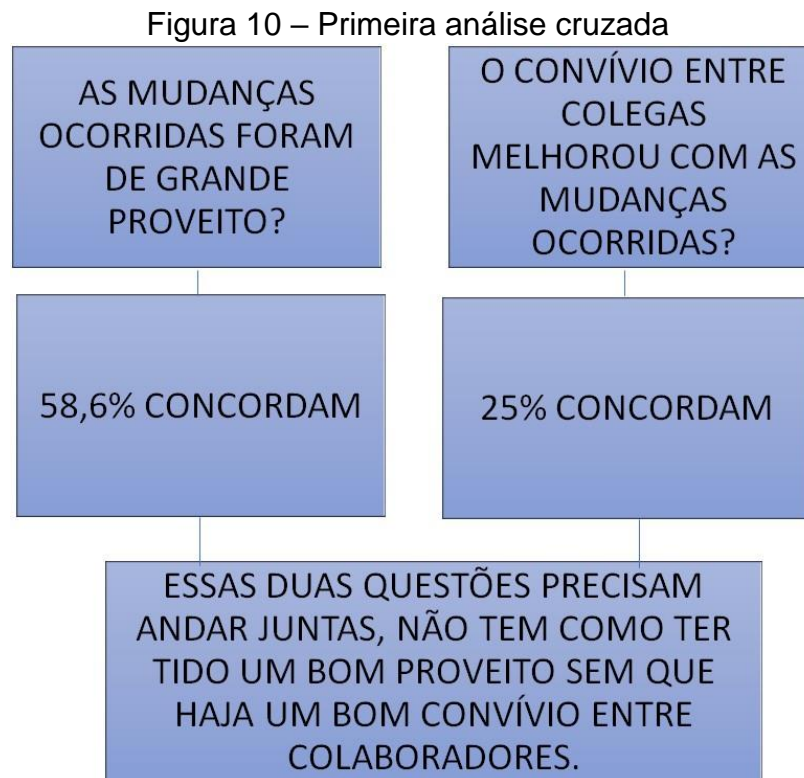 Figura 10 – Primeira análise cruzada
AS MUDANÇAS
OCORRIDAS FORAM
DE GRANDE
PROVEITO?
O CONVÍVIO ENTRE
COLEGAS
MELHOROU COM AS
MUDANÇAS
OCORRIDAS?
58,6% CONCORDAM
25% CONCORDAM
ESSAS DUAS QUESTÕES PRECISAM
ANDAR JUNTAS, NÃO TEM COMO TER
TIDO UM BOM PROVEITO SEM QUE
HAJA UM BOM CONVÍVIO ENTRE
COLABORADORES.